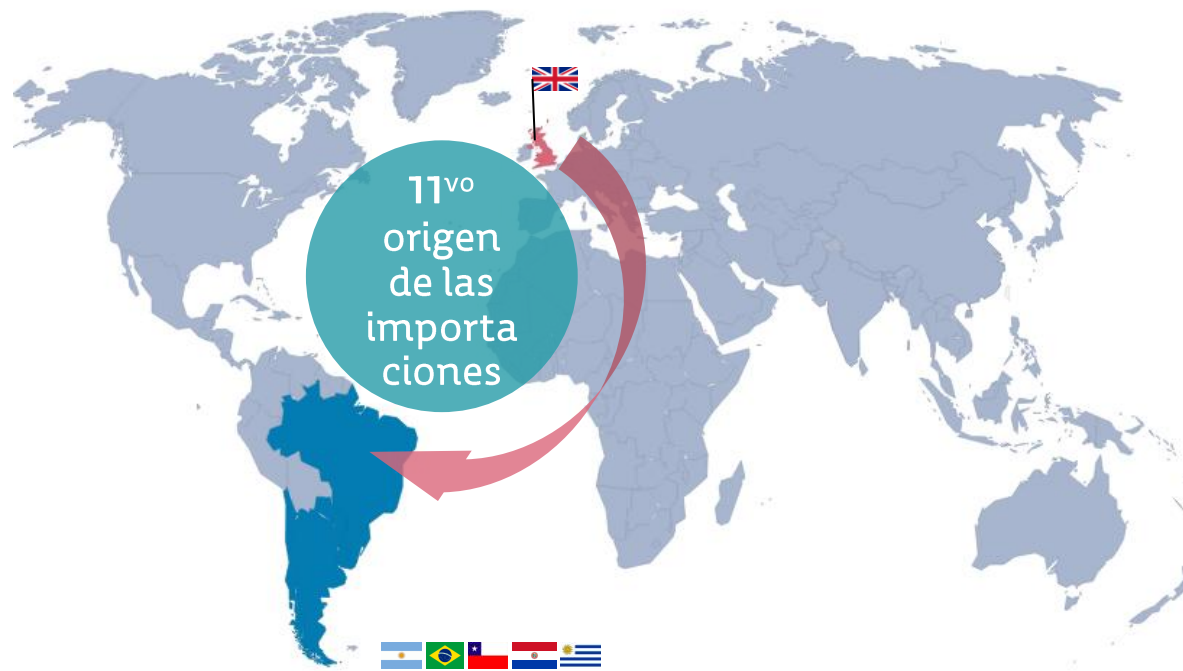 11vo
origen
de las
importa
ciones